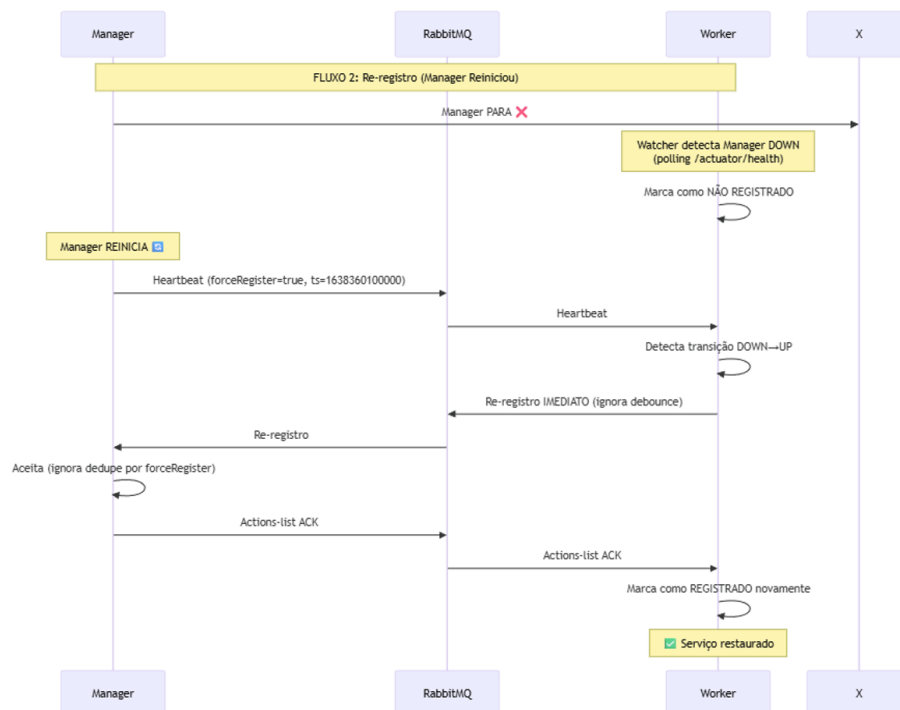 Manager RabbitMQ Worker X
FLUXO 2: Re-registro (Manager Reiniciou)
Manager PARA ❌
Watcher detecta Manager DOWN
(polling /actuator/health)
Marca como NÃO REGISTRADO
Manager REINICIA 🔄
Heartbeat (forceRegister=true, ts=1638360100000)
Heartbeat
Detecta transição DOWN→UP
Re-registro IMEDIATO (ignora debounce)
Re-registro
Aceita (ignora dedupe por forceRegister)
Actions-list ACK
Actions-list ACK
Marca como REGISTRADO novamente
✅ Serviço restaurado
Manager RabbitMQ Worker X